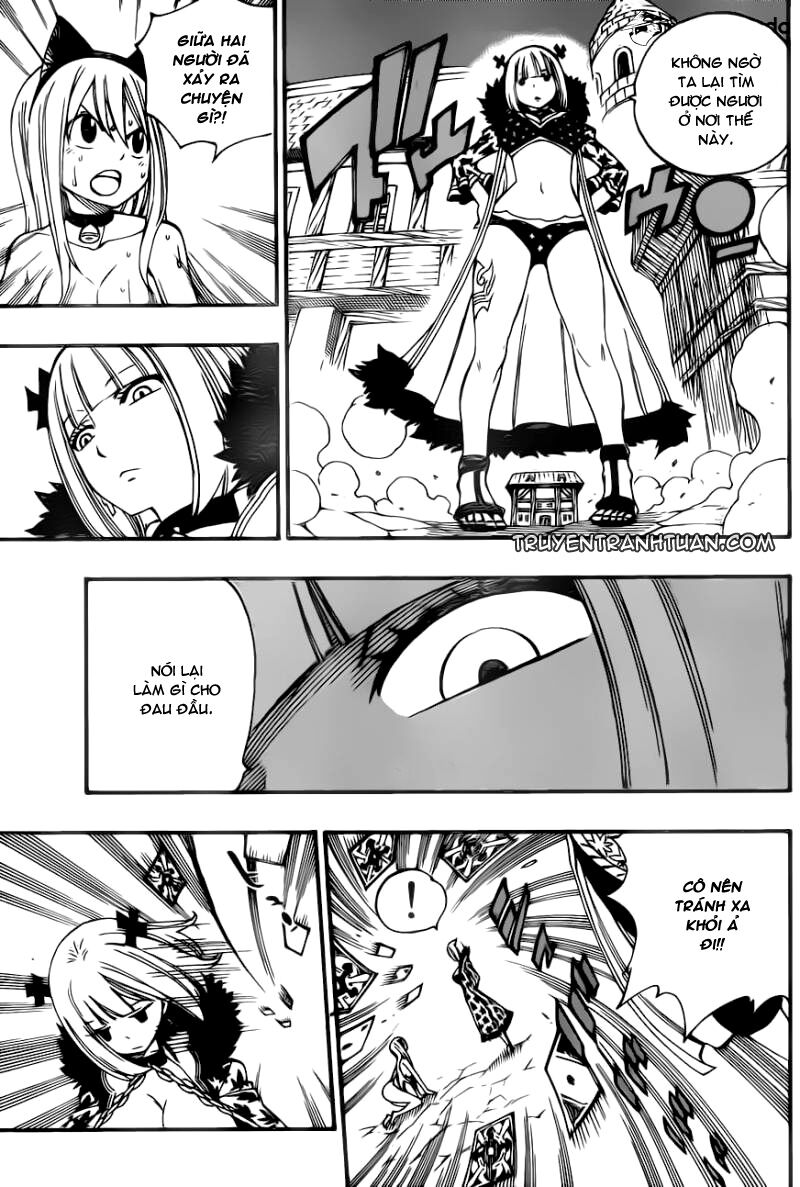 KHÔNG NGỜ
TA LẠI TÌM
ĐƯỢC NGƯƠI
Ở NƠI THẾ
NÀY.
GIỮA HAI
NGƯỜI ĐÃ
XẢY RA
CHUYỆN
GÌ?!
TRUYENTRANHTUAN.COM
NÓI LẠI
LÀM GÌ CHO
ĐAU ĐẦU.
CÔ NÊN
TRÁNH XA
KHỎI Ả
ĐI!!
!